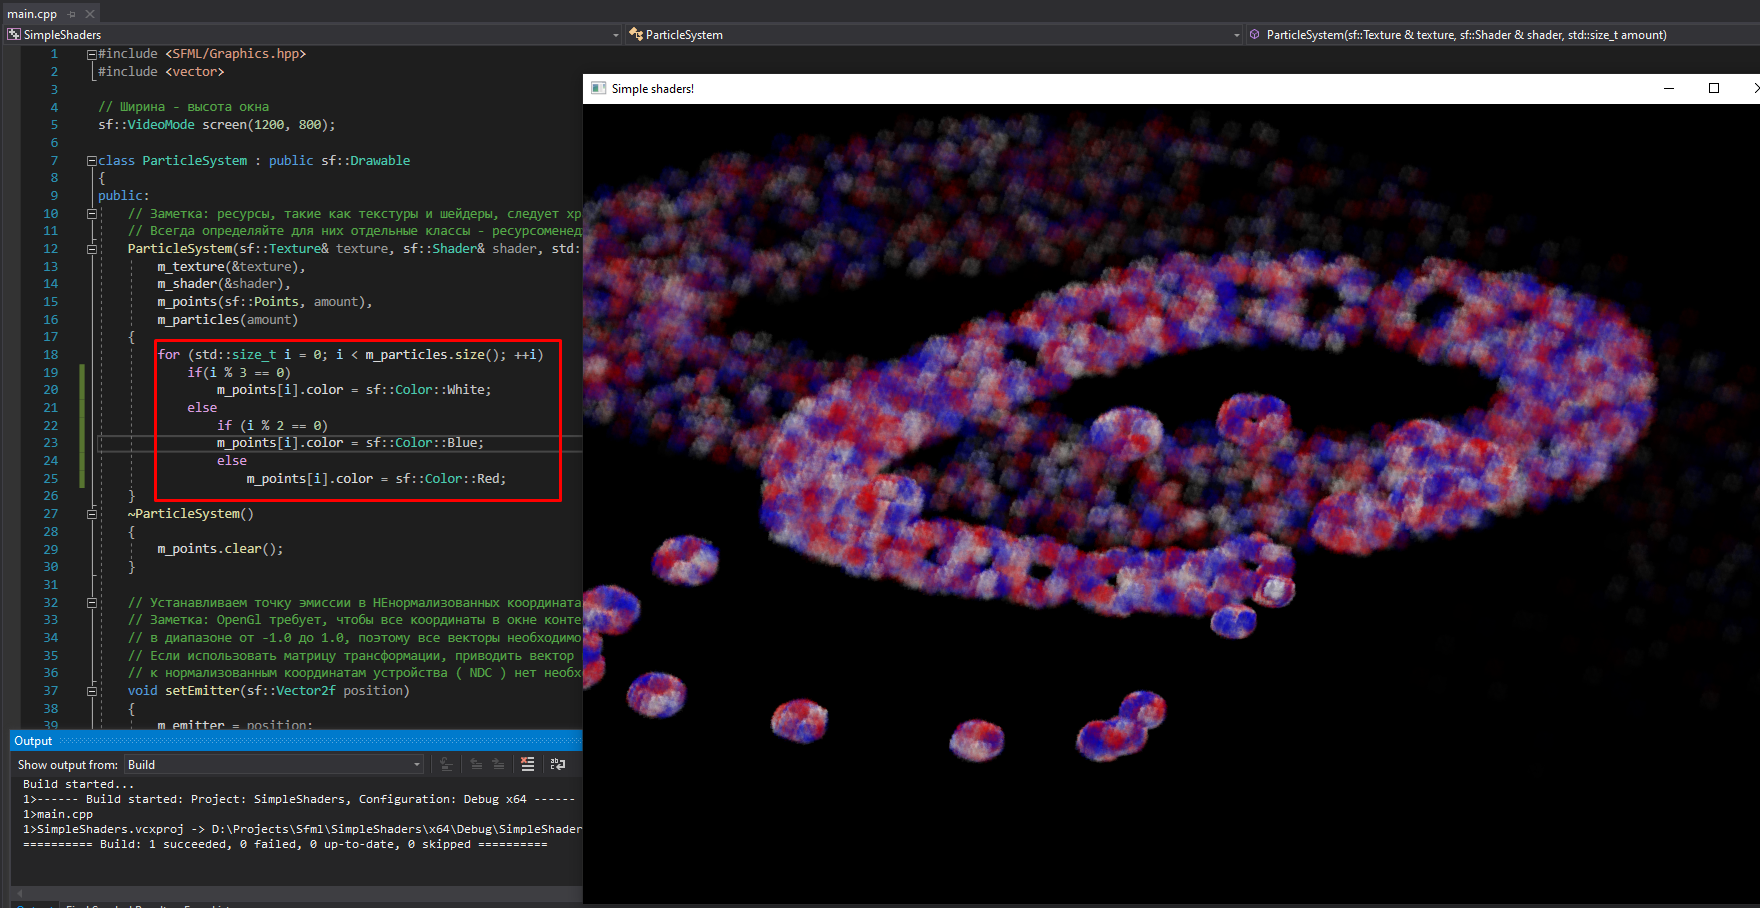 main.cpp
SimpleShaders
ParticleSystem
ParticleSystem(sf::Texture & texture, sf::Shader & shader, std::size_t amount)
1 #include <SFML/Graphics.hpp>
2 #include <vector>
3
4 // Ширина - высота окна
5 sf::VideoMode screen(1200, 800);
6
7 class ParticleSystem : public sf::Drawable
8 {
9 public:
10 // Заметка: ресурсы, такие как текстуры и шейдеры, следует хр
11 // Всегда определяйте для них отдельные классы - ресурсоменед
12 ParticleSystem(sf::Texture& texture, sf::Shader& shader, std:
13 m_texture(&texture),
14 m_shader(&shader),
15 m_points(sf::Points, amount),
16 m_particles(amount)
17 {
18 for (std::size_t i = 0; i < m_particles.size(); ++i)
19 if(i % 3 == 0)
20 m_points[i].color = sf::Color::White;
21 else
22 if (i % 2 == 0)
23 m_points[i].color = sf::Color::Blue;
24 else
25 m_points[i].color = sf::Color::Red;
26 }
27 ~ParticleSystem()
28 {
29 m_points.clear();
30 }
31
32 // Устанавливаем точку эмиссии в НЕнормализованных координата
33 // Заметка: OpenGl требует, чтобы все координаты в окне конте
34 // в диапазоне от -1.0 до 1.0, поэтому все векторы необходимо
35 // Если использовать матрицу трансформации, приводить вектор
36 // к нормализованным координатам устройства ( NDC ) нет необх
37 void setEmitter(sf::Vector2f position)
38 {
39 m_emitter = position;
Simple shaders!
Output
Show output from: Build
Build started...
1>------ Build started: Project: SimpleShaders, Configuration: Debug x64 ------
1>main.cpp
1>SimpleShaders.vcxproj -> D:\Projects\Sfml\SimpleShaders\x64\Debug\SimpleShader
========== Build: 1 succeeded, 0 failed, 0 up-to-date, 0 skipped ==========